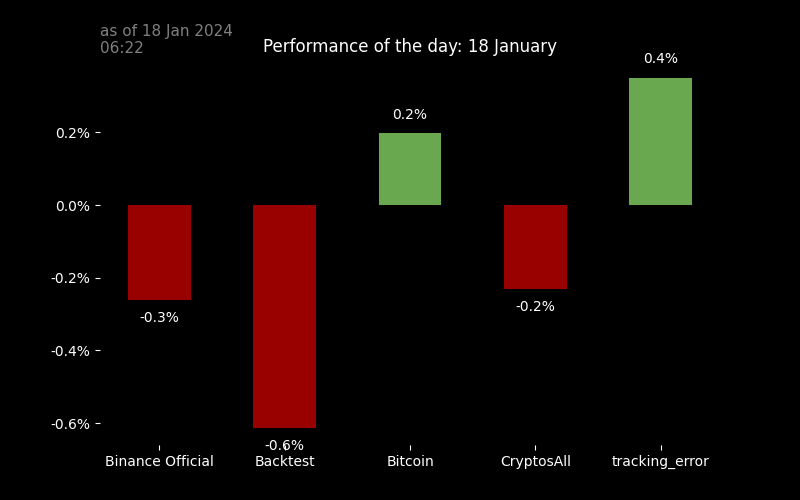 as of 18 Jan 2024
06:22
Performance of the day: 18 January
0.4%
0.2%
0.2%
0.0%
-0.2%
-0.3%
-0.2%
-0.4%
-0.6%
-0.6%
Binance Official
Backtest
Bitcoin
CryptosAll
tracking_error